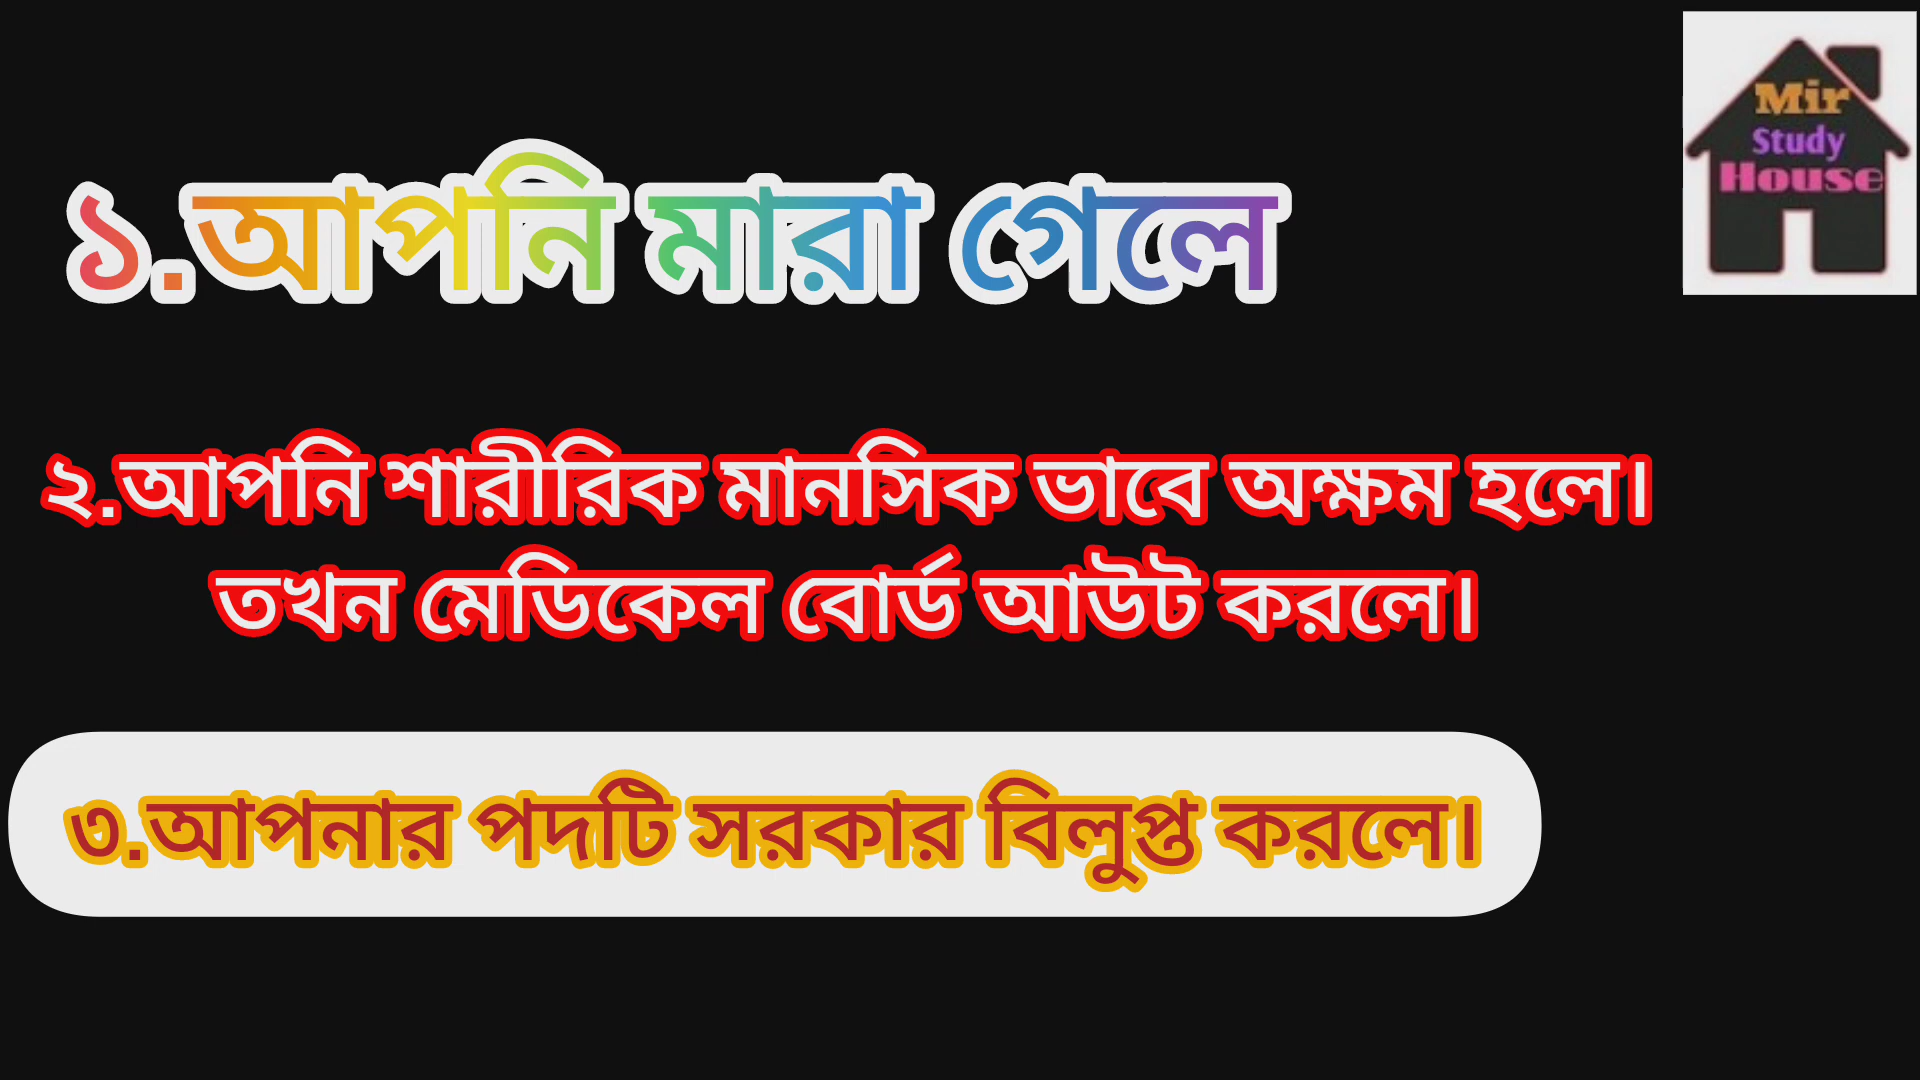 ১.আপনি মারা গেলে
২.আপনি শারীরিক মানসিক ভাবে অক্ষম হলে।
তখন মেডিকেল বোর্ড আউট করলে।
৩.আপনার পদটি সরকার বিলুপ্ত করলে।
Mir
Study
House